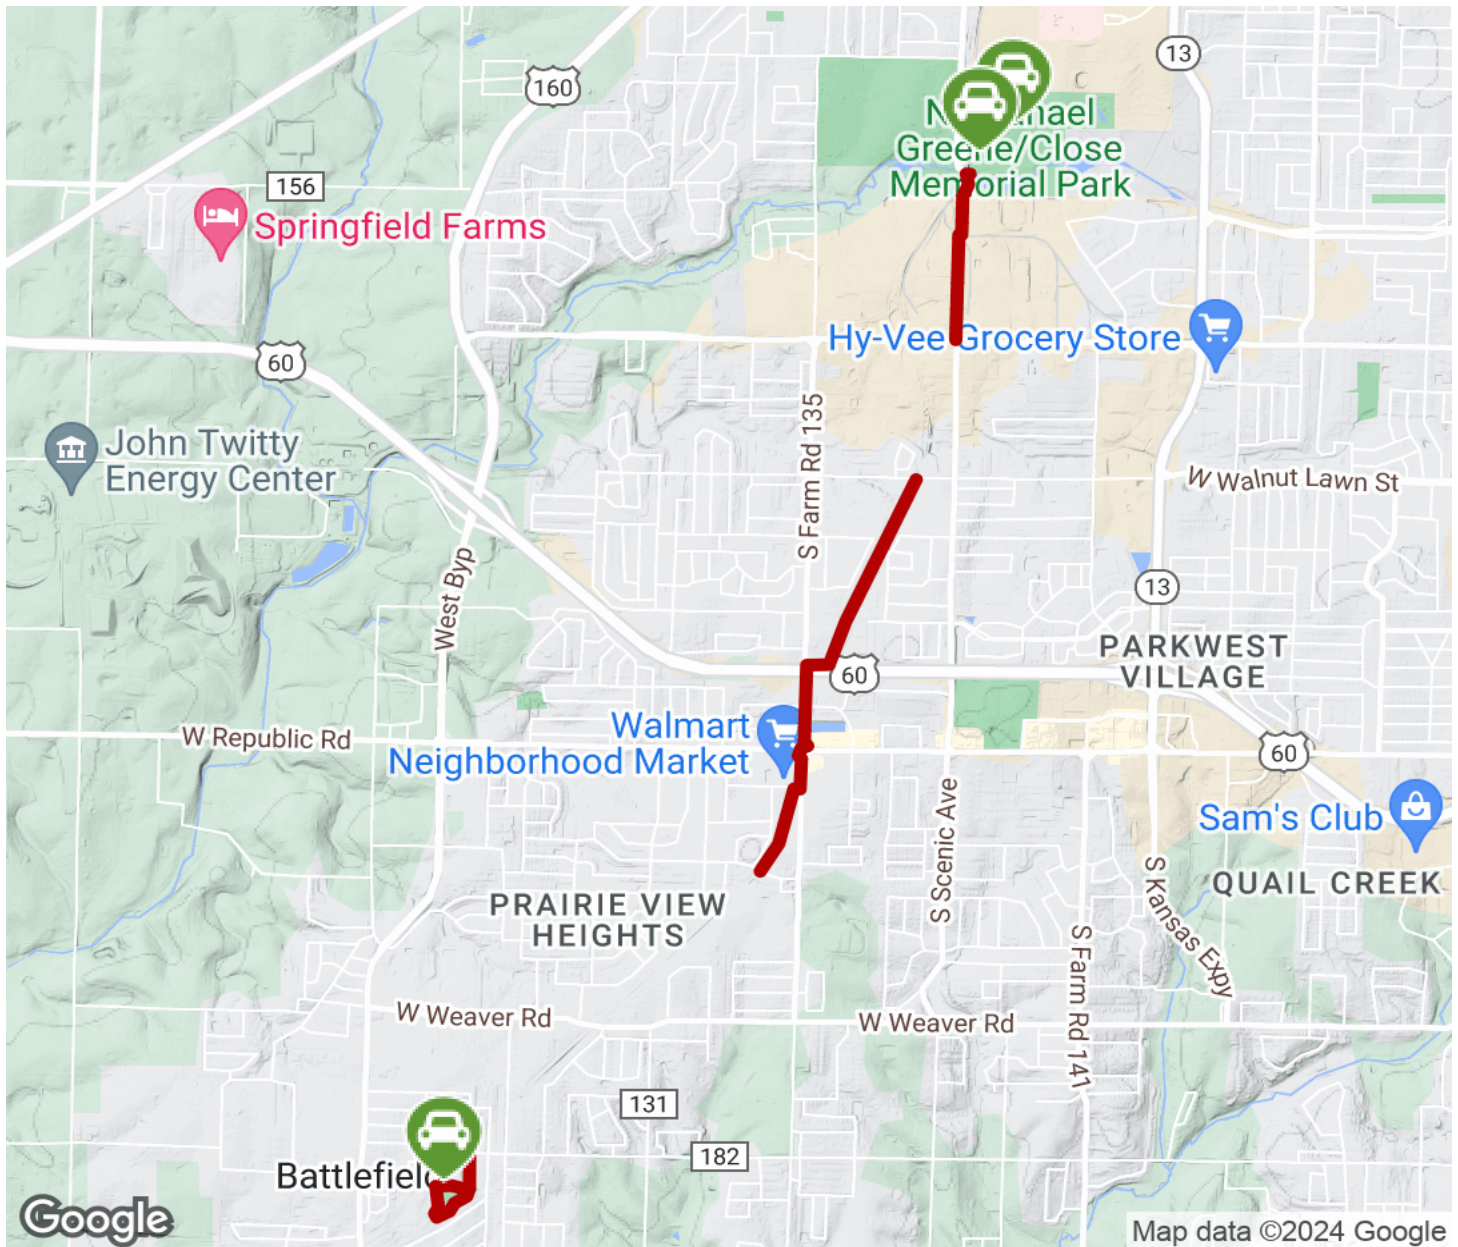 13
160
Greene/Close
Memorial Park
156
Springfield Farms
Hy-Vee Grocery Store
60
S Farm Rd 135
John Twitty
Energy Center
W Walnut Lawn St
West Byp
13
PARKWEST
VILLAGE
60
Walmart
Neighborhood Market
W Republic Rd
60
Sam's Club
S Scenic Ave
S Kansas Expy
QUAIL CREEK
PRAIRIE VIEW
HEIGHTS
S Farm Rd 141
W Weaver Rd
W Weaver Rd
131
182
Battlefield
Google
Map data ©2024 Google